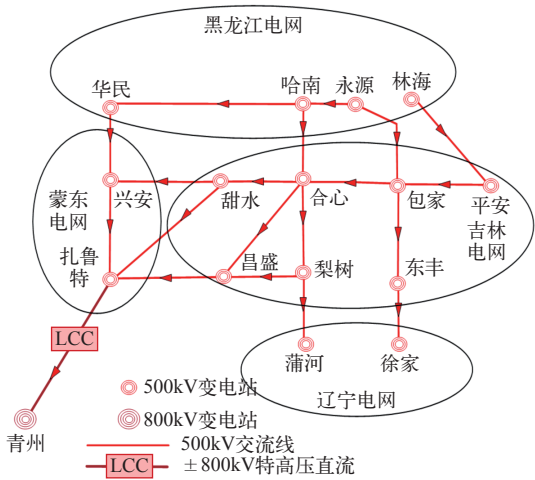 黑龙江电网
华民
哈南
永源
林海
蒙东
电网
兴安
甜水
合心
包家
平安
吉林
电网
扎鲁
特
昌盛
梨树
东丰
LCC
蒲河
徐家
辽宁电网
青州
500kV变电站
800kV变电站
500kV交流线
LCC
±800kV特高压直流